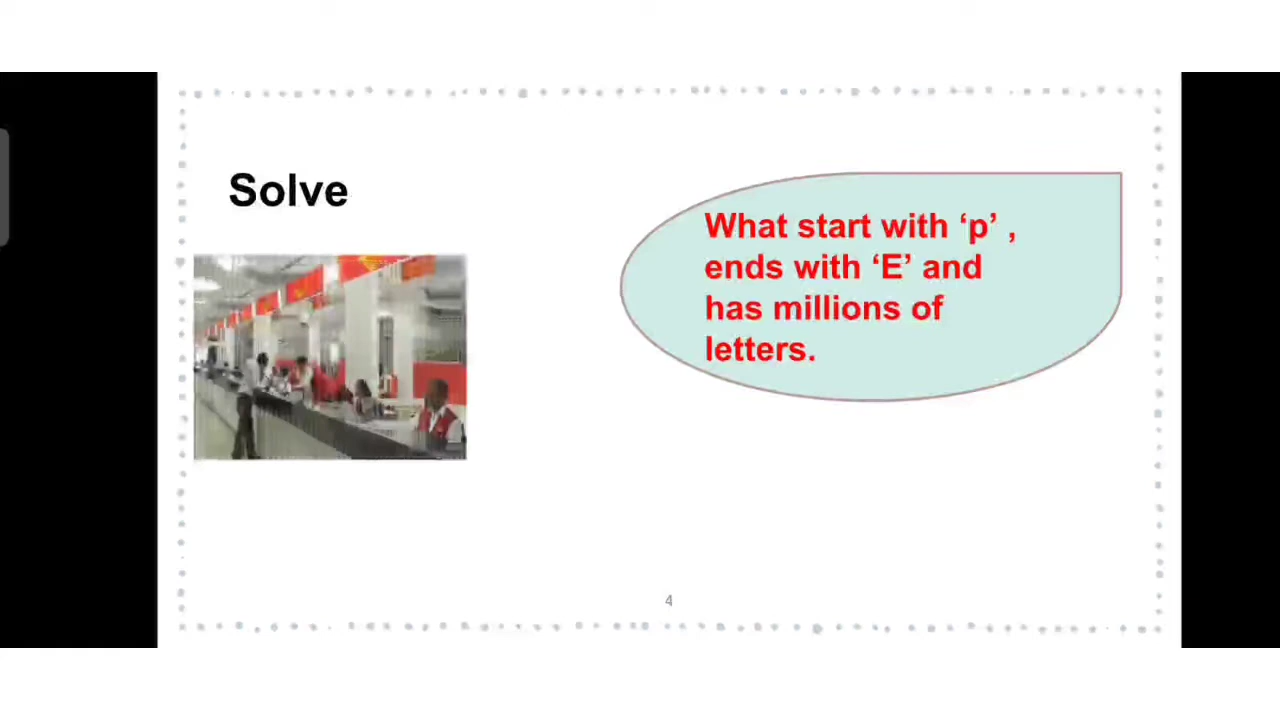 Solve
What start with ‘p’ ,
ends with ‘E’ and
has millions of
letters.
4